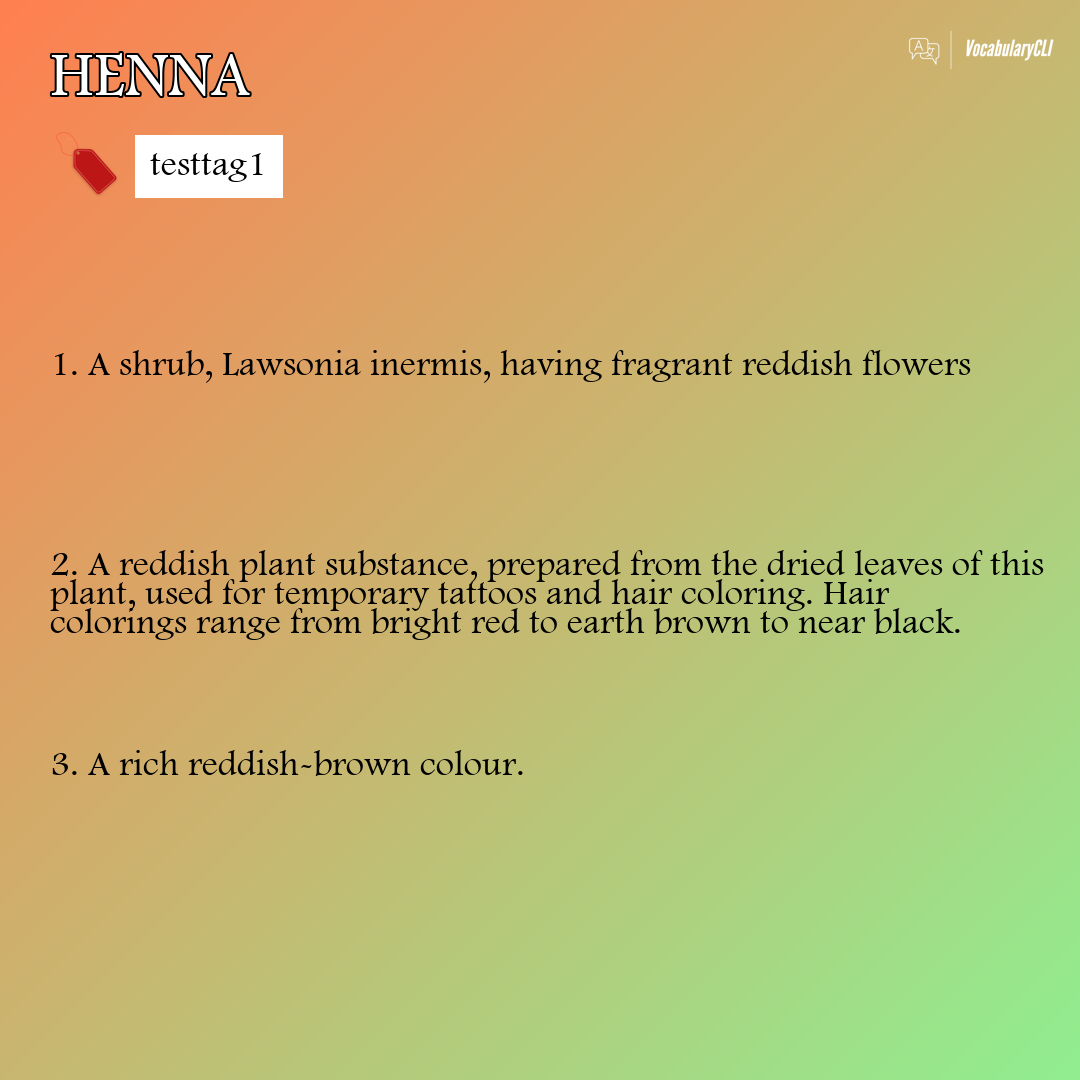 HENNA
VocabularyCLI
testtag1
1. A shrub, Lawsonia inermis, having fragrant reddish flowers
2. A reddish plant substance, prepared from the dried leaves of this
plant, used for temporary tattoos and hair coloring. Hair
colorings range from bright red to earth brown to near black.
3. A rich reddish-brown colour.